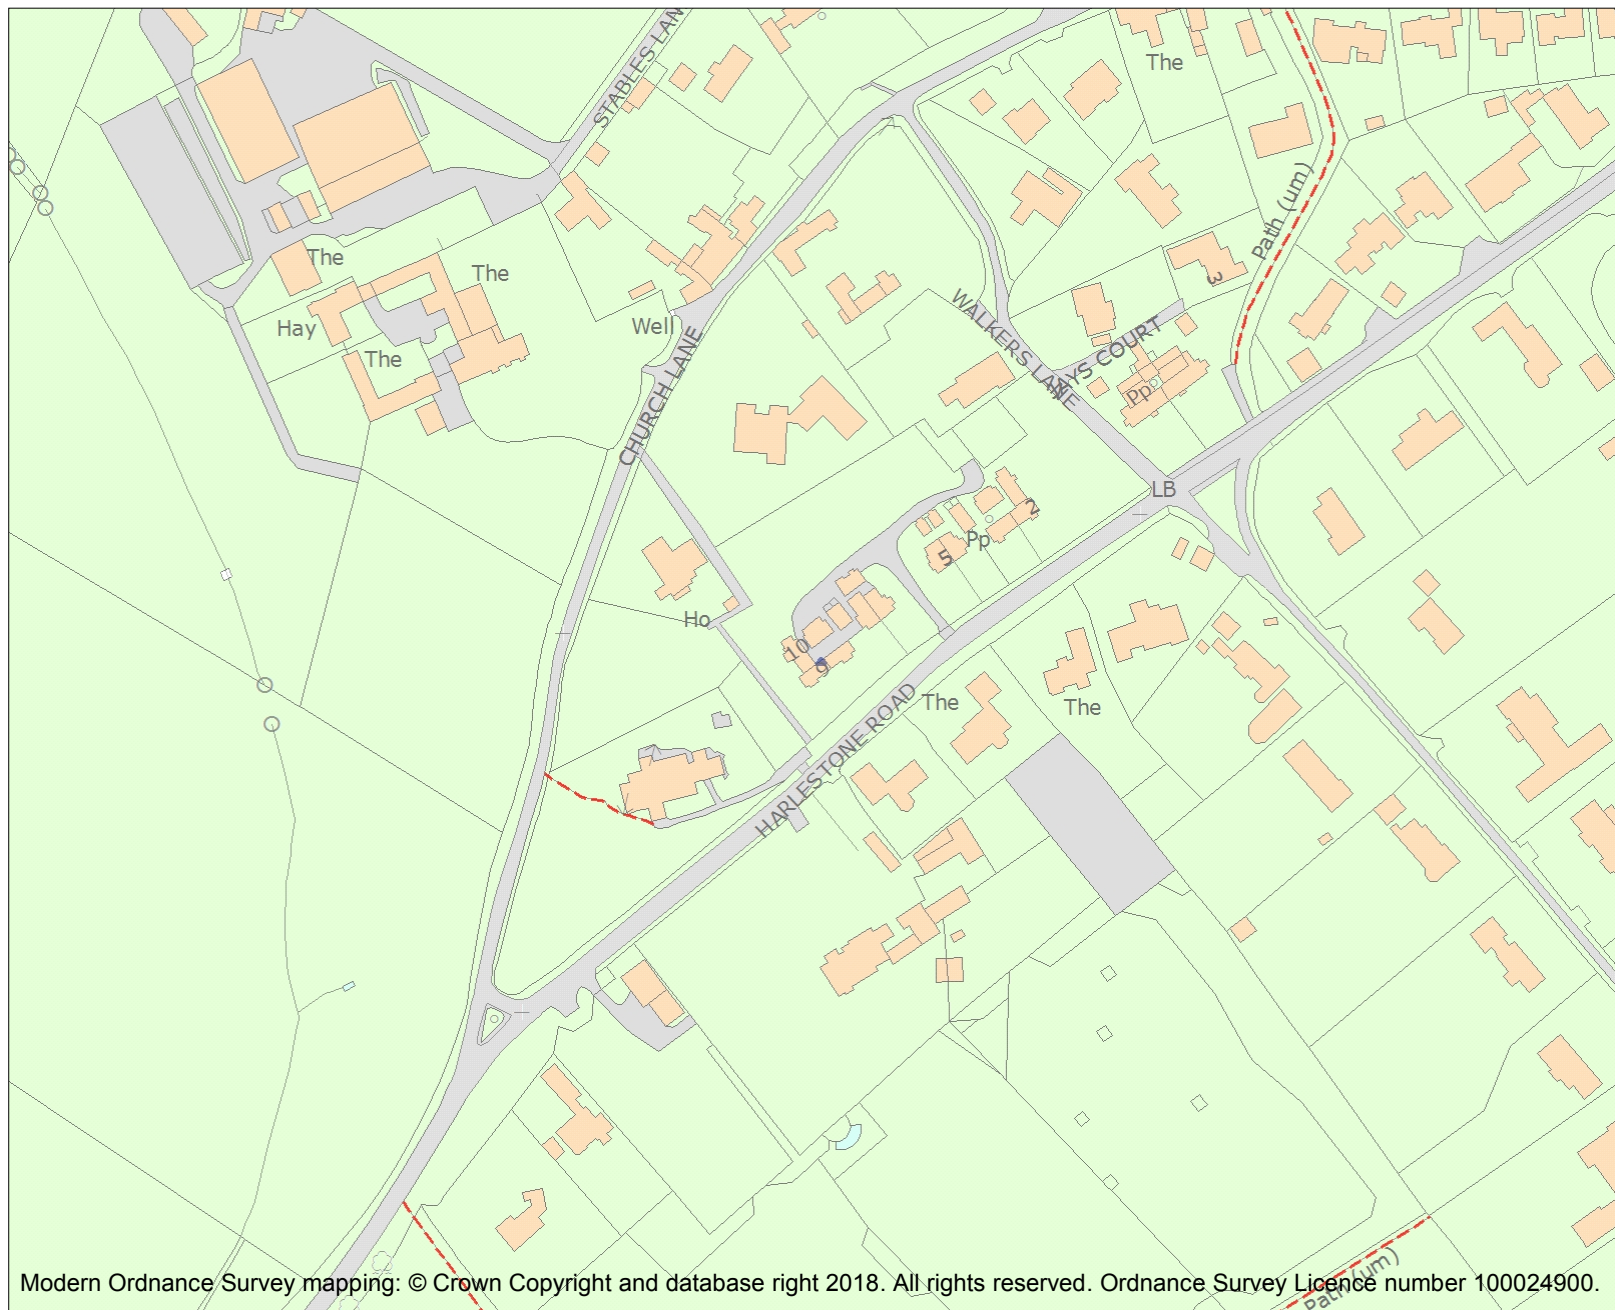 STABLES LAN
The
Path (um)
The
The
3
Hay
Well
WALKERS LANE
AYS COURT
The
CHURCH LANE
Pp
LB
2
Pp
5
Ho
10
9
The
The
HARLESTONE ROAD
Path (um)
Modern Ordnance Survey mapping: © Crown Copyright and database right 2018. All rights reserved. Ordnance Survey Licence number 100024900.